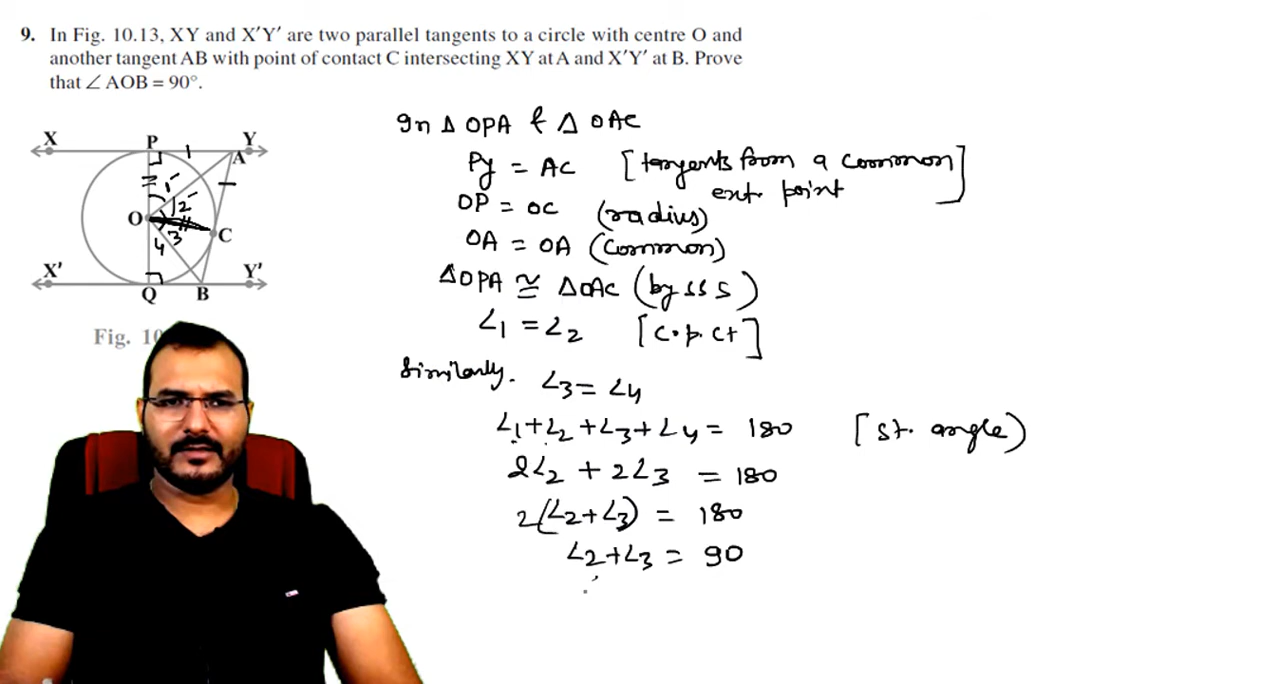 9. In Fig. 10.13, XY and X′Y′ are two parallel tangents to a circle with centre O and
another tangent AB with point of contact C intersecting XY at A and X′Y′ at B. Prove
that ∠ AOB = 90°.
X P Y
A
1
2
O
3
C
4
X′ Y′
Q B
Fig. 10
In Δ OPA & Δ OAC
= AC [tangents from a common
ext. point]
OP = OC (radius)
OA = OA (Common)
ΔOPA ≅ ΔOAC (by SSS)
∠1 = ∠2 [c.p.ct]
Similarly. ∠3 = ∠4
∠1+∠2+∠3+∠4 = 180 [st. angle)
2∠2 + 2∠3 = 180
2(∠2+∠3) = 180
∠2+∠3 = 90